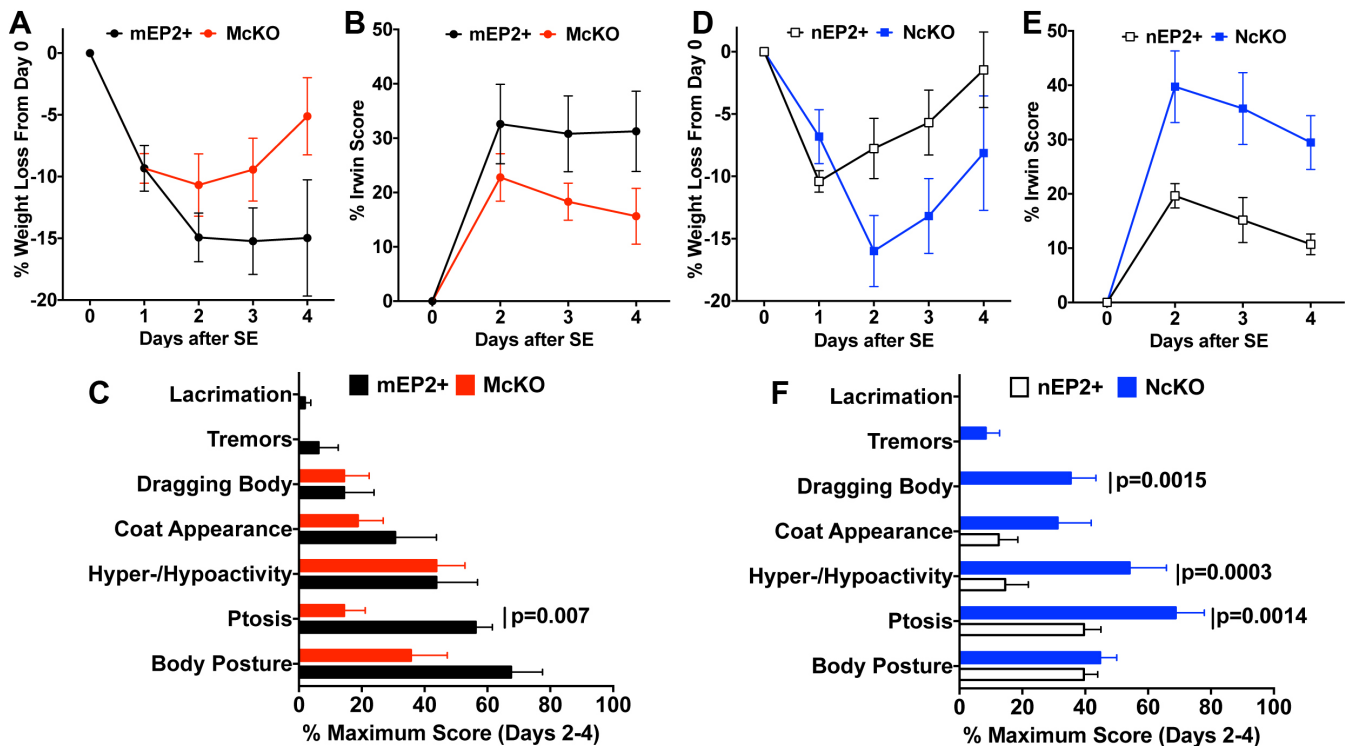 A
mEP2+ McKO
% Weight Loss From Day 0
0
-5
-10
-15
-20
0 1 2 3 4
Days after SE
B
mEP2+ McKO
% Irwin Score
50
40
30
20
10
0
0 2 3 4
Days after SE
D
nEP2+ NcKO
% Weight Loss From Day 0
0
-5
-10
-15
-20
0 1 2 3 4
Days after SE
E
nEP2+ NcKO
% Irwin Score
50
40
30
20
10
0
0 2 3 4
Days after SE
C
mEP2+ McKO
Lacrimation
Tremors
Dragging Body
Coat Appearance
Hyper-/Hypoactivity
Ptosis
|p=0.007
Body Posture
0 20 40 60 80 100
% Maximum Score (Days 2-4)
F
nEP2+ NcKO
Lacrimation
Tremors
Dragging Body
|p=0.0015
Coat Appearance
Hyper-/Hypoactivity
|p=0.0003
Ptosis
|p=0.0014
Body Posture
0 20 40 60 80 100
% Maximum Score (Days 2-4)